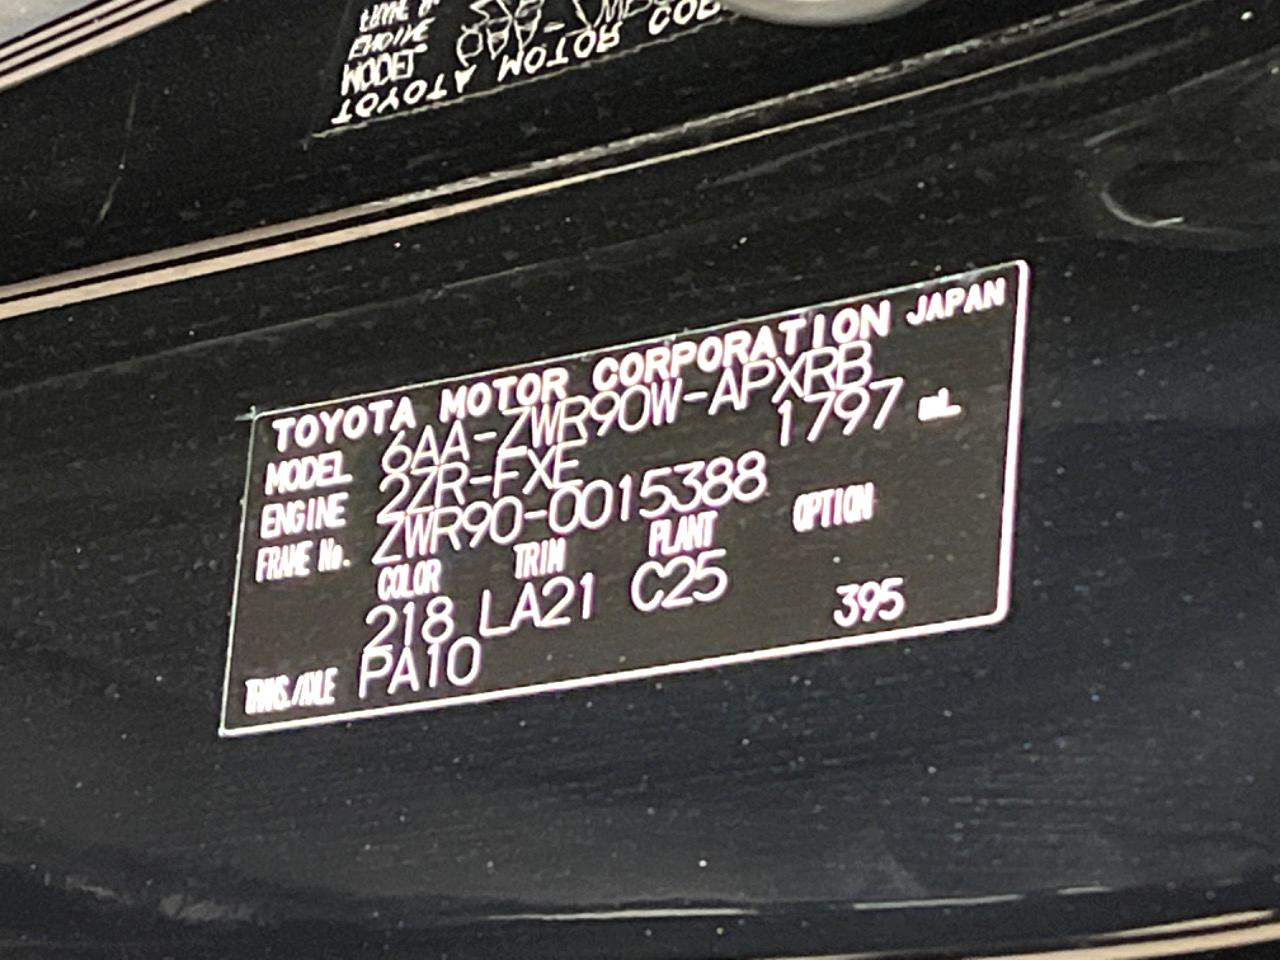 TOYOTA MOTOR CORPORATION JAPAN
MODEL 6AA-ZWR90W-APXRB
ENGINE 2ZR-FXE 1797 mL
FRAME No. ZWR90-0015388
COLOR TRIM PLANT OPTION
218 LA21 C25 395
TRANS./AXLE PA10